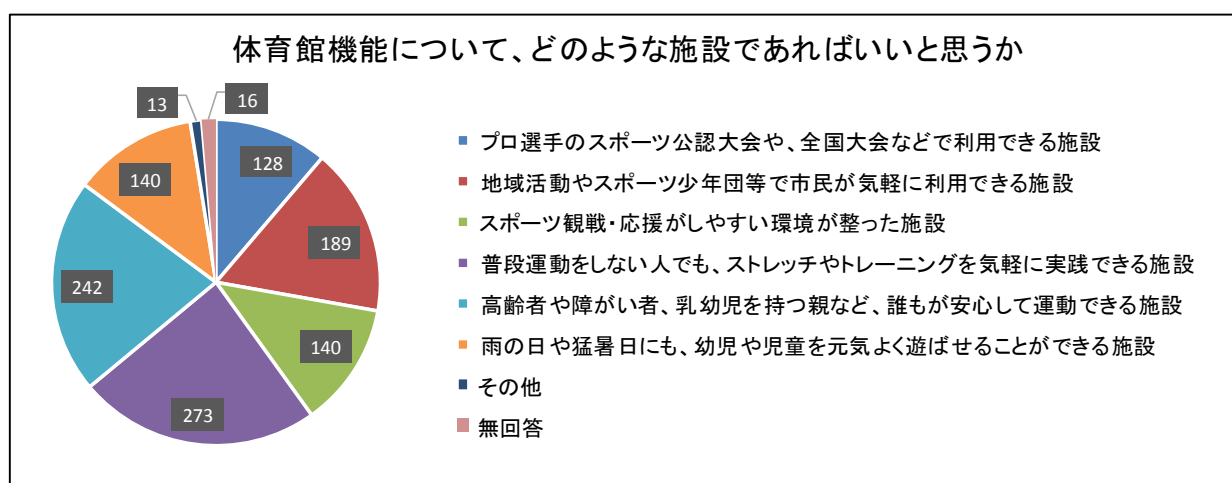 体育館機能について、どのような施設であればいいと思うか
13
16
128
140
189
242
140
273
プロ選手のスポーツ公認大会や、全国大会などで利用できる施設
地域活動やスポーツ少年団等で市民が気軽に利用できる施設
スポーツ観戦・応援がしやすい環境が整った施設
普段運動をしない人でも、ストレッチやトレーニングを気軽に実践できる施設
高齢者や障がい者、乳幼児を持つ親など、誰もが安心して運動できる施設
雨の日や猛暑日にも、幼児や児童を元気よく遊ばせることができる施設
その他
無回答